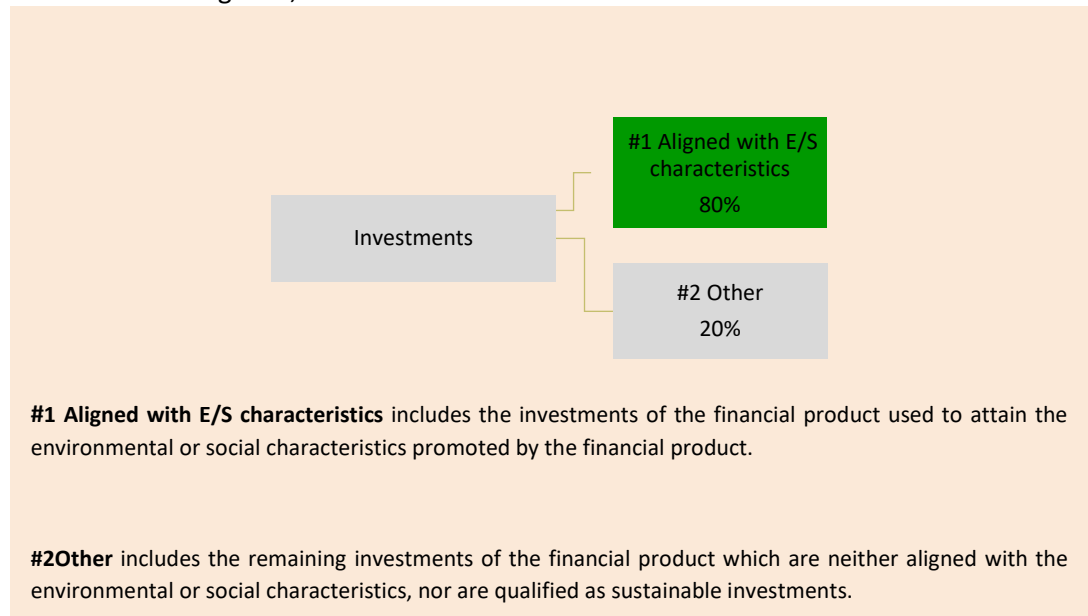 #1 Aligned with E/S
characteristics
80%
Investments
#2 Other
20%
#1 Aligned with E/S characteristics includes the investments of the financial product used to attain the
environmental or social characteristics promoted by the financial product.
#2Other includes the remaining investments of the financial product which are neither aligned with the
environmental or social characteristics, nor are qualified as sustainable investments.